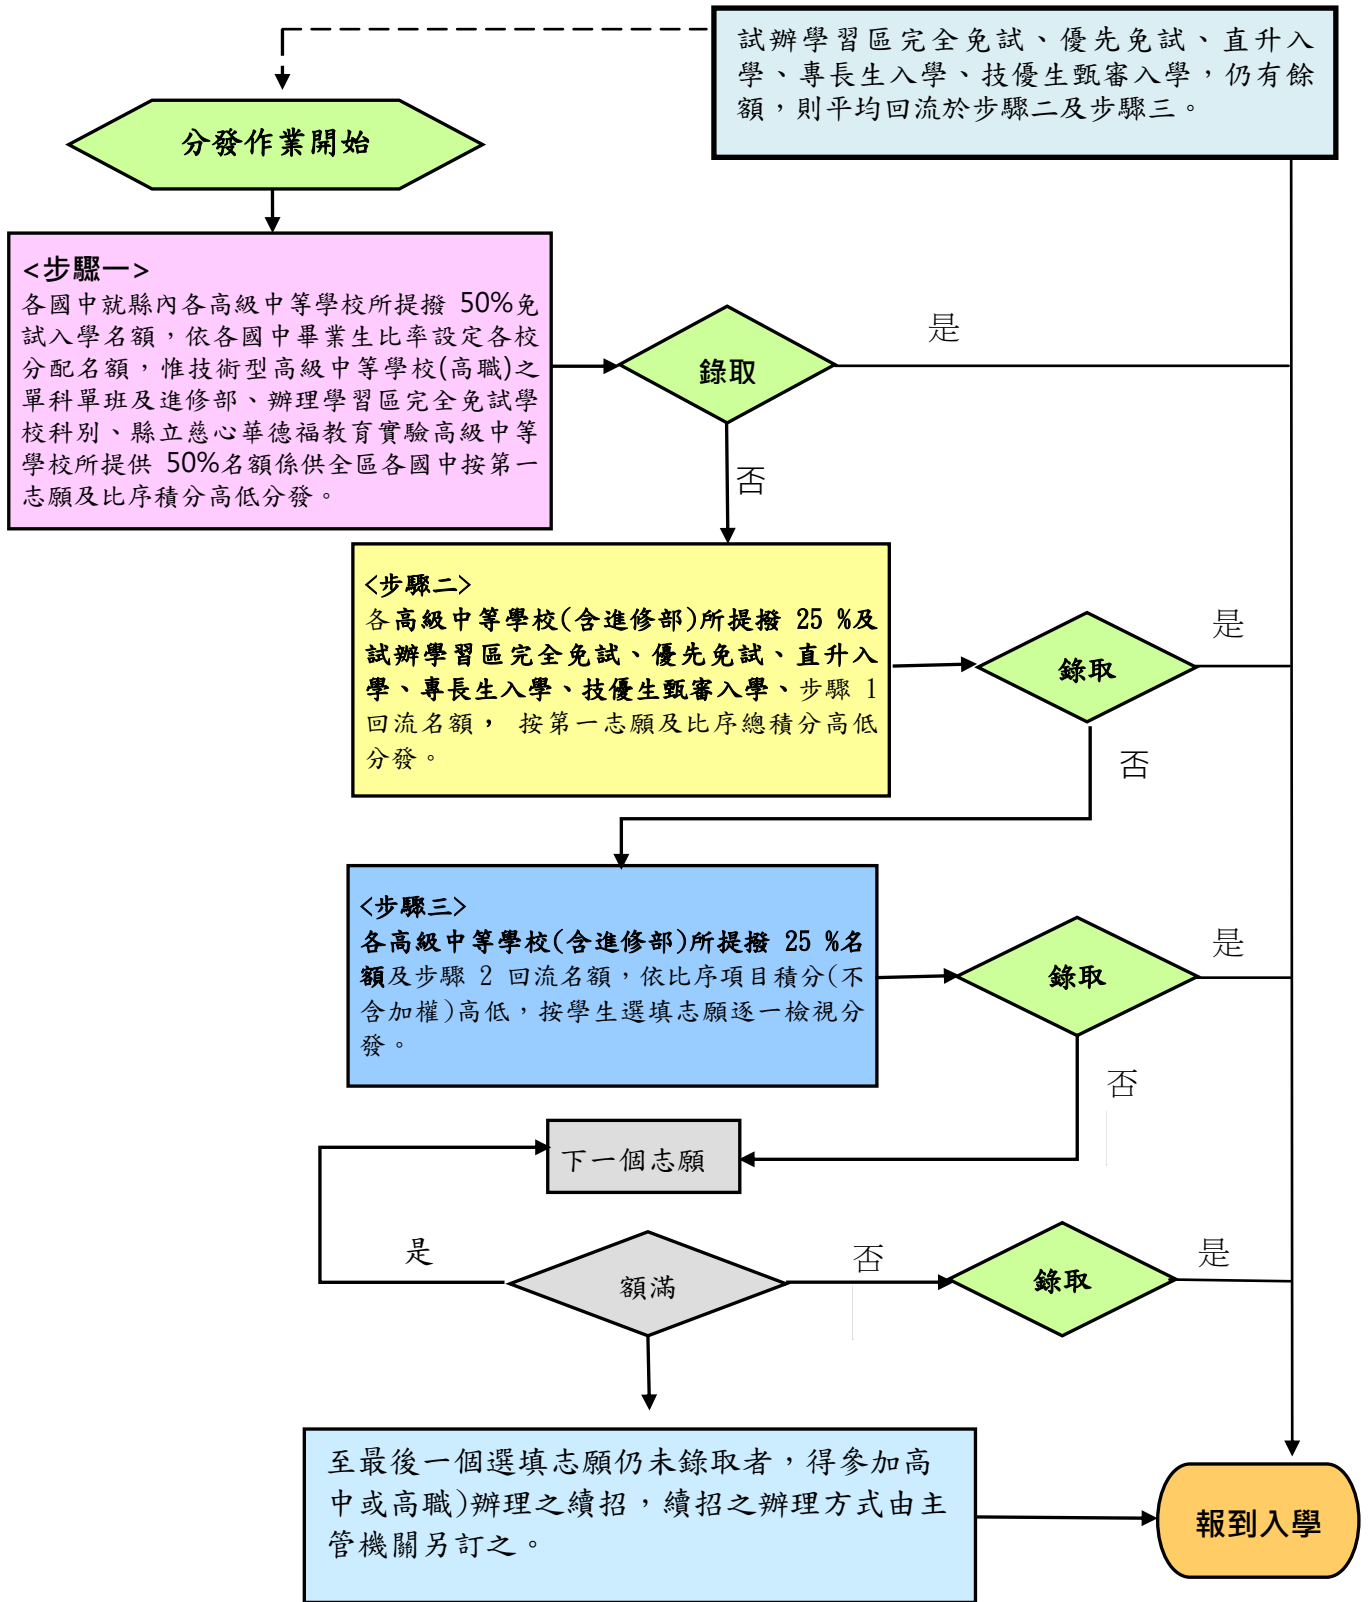 試辦學習區完全免試、優先免試、直升入
學、專長生入學、技優生甄審入學，仍有餘
額，則平均回流於步驟二及步驟三。
分發作業開始
<步驟一>
各國中就縣內各高級中等學校所提撥 50%免
試入學名額，依各國中畢業生比率設定各校
分配名額，惟技術型高級中等學校(高職)之
單科單班及進修部、辦理學習區完全免試學
校科別、縣立慈心華德福教育實驗高級中等
學校所提供 50%名額係供全區各國中按第一
志願及比序積分高低分發。
錄取
是
否
<步驟二>
各高級中等學校(含進修部)所提撥 25 %及
試辦學習區完全免試、優先免試、直升入
學、專長生入學、技優生甄審入學、步驟 1
回流名額， 按第一志願及比序總積分高低
分發。
錄取
是
否
<步驟三>
各高級中等學校(含進修部)所提撥 25 %名
額及步驟 2 回流名額，依比序項目積分(不
含加權)高低，按學生選填志願逐一檢視分
發。
錄取
是
否
下一個志願
是
額滿
否
錄取
是
至最後一個選填志願仍未錄取者，得參加高
中或高職)辦理之續招，續招之辦理方式由主
管機關另訂之。
報到入學